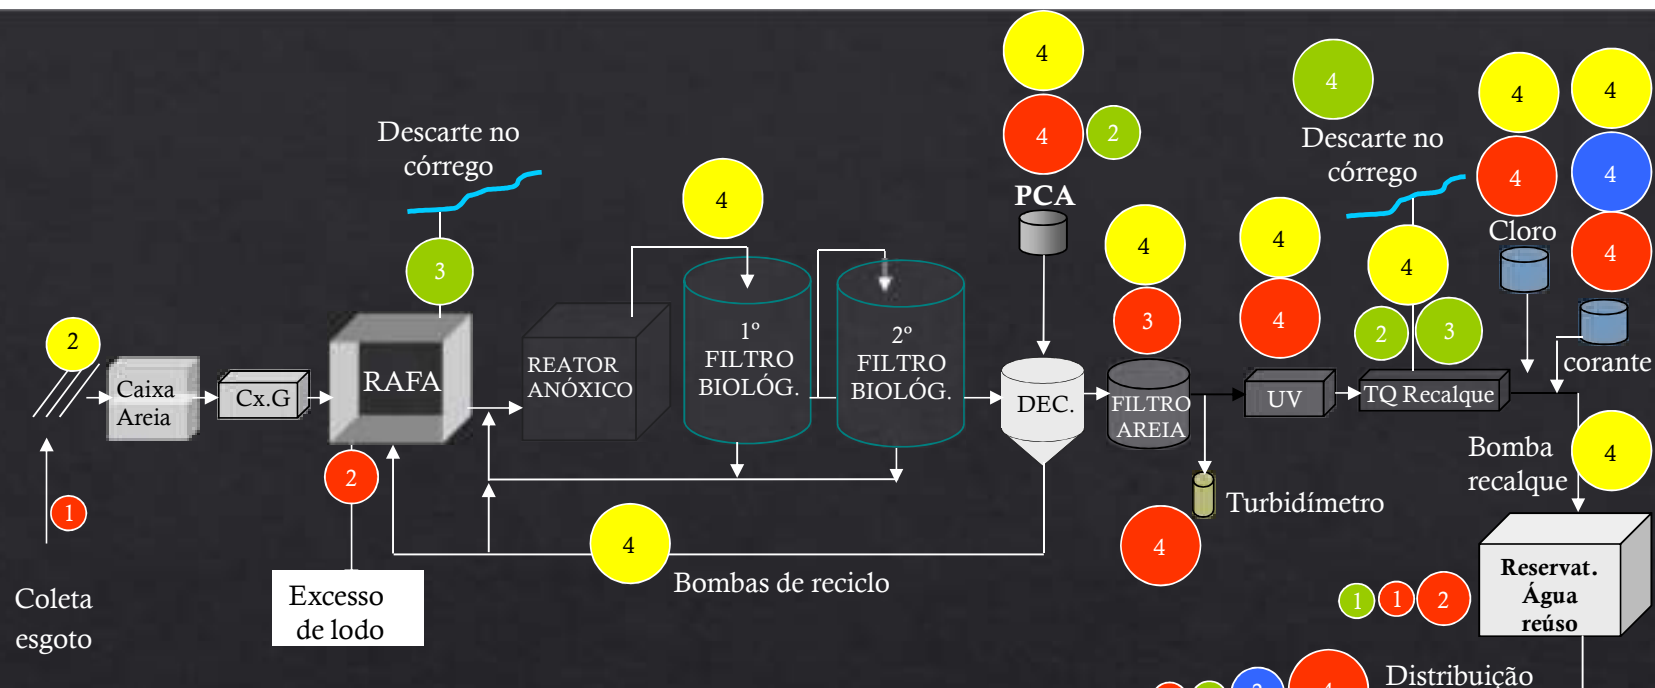 4
4
2
PCA
4
Descarte no
córrego
4
4
4
4
4
4
Cloro
corante
Descarte no
córrego
3
4
4
3
4
4
4
2
3
2
Caixa
Areia
Cx.G
RAFA
REATOR
ANÓXICO
1º
FILTRO
BIOLÓG.
2º
FILTRO
BIOLÓG.
DEC.
FILTRO
AREIA
UV
TQ Recalque
2
1
Coleta
esgoto
Excesso
de lodo
4
Bombas de reciclo
4
Turbidímetro
Bomba
recalque
4
Reservat.
Água
reúso
1
1
2
Distribuição